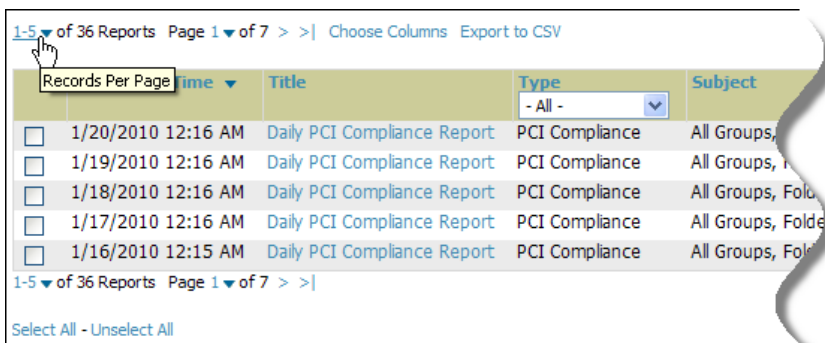 1-5 of 36 Reports Page 1 of 7 > >| Choose Columns Export to CSV
Records Per Page
Time Title Type Subject
- All -
1/20/2010 12:16 AM Daily PCI Compliance Report PCI Compliance All Groups,
1/19/2010 12:16 AM Daily PCI Compliance Report PCI Compliance All Groups,
1/18/2010 12:16 AM Daily PCI Compliance Report PCI Compliance All Groups,
1/17/2010 12:16 AM Daily PCI Compliance Report PCI Compliance All Groups,
1/16/2010 12:15 AM Daily PCI Compliance Report PCI Compliance All Groups,
1-5 of 36 Reports Page 1 of 7 > >|
Select All - Unselect All